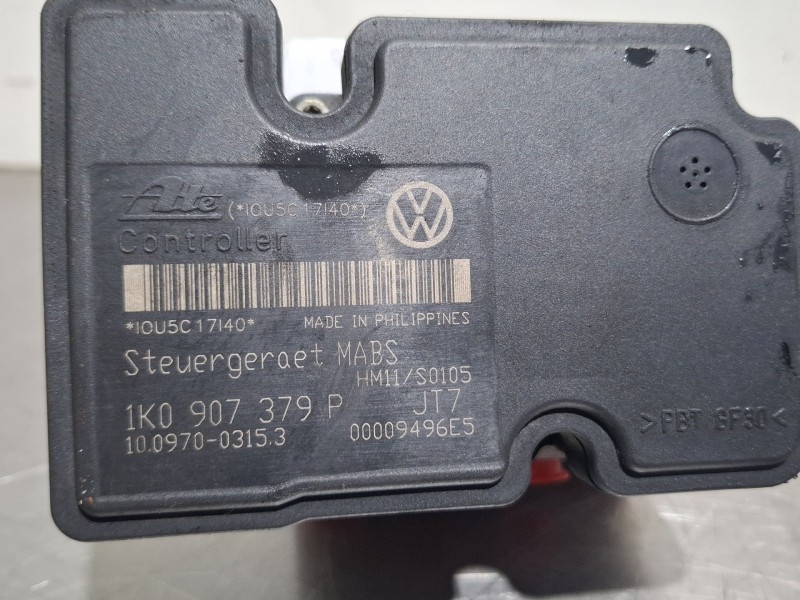 Ate (*IOU5C17I40*)
Controller
*IOU5C17I40* MADE IN PHILIPPINES
Steuergeraet MABS
HM11/S0105
1K0 907 379 P JT7
10.0970-0315.3 00009496E5
>PBT GF30<